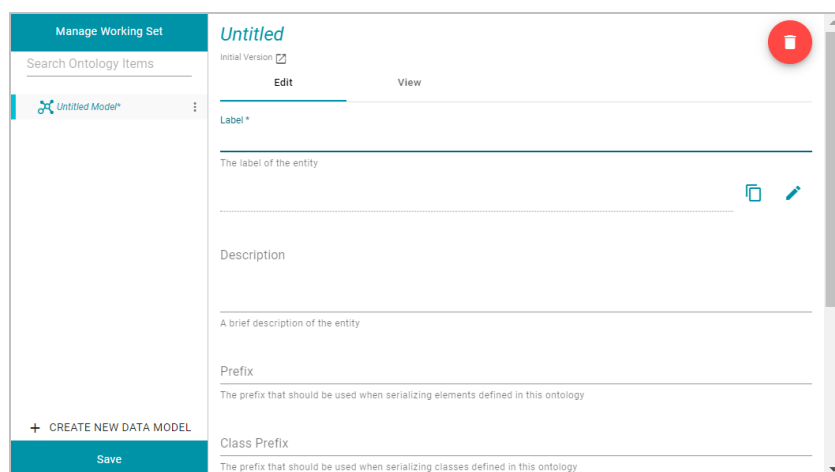 Manage Working Set
Search Ontology Items
Untitled Model*
+ CREATE NEW DATA MODEL
Save
Untitled
Initial Version
Edit View
Label *
The label of the entity
Description
A brief description of the entity
Prefix
The prefix that should be used when serializing elements defined in this ontology
Class Prefix
The prefix that should be used when serializing classes defined in this ontology